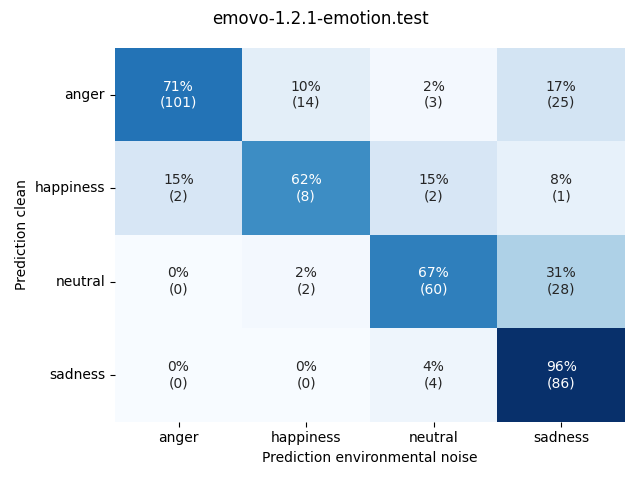 emovo-1.2.1-emotion.test
Prediction clean
anger
71% 10% 2% 17%
(101) (14) (3) (25)
happiness
15% 62% 15% 8%
(2) (8) (2) (1)
neutral
0% 2% 67% 31%
(0) (2) (60) (28)
sadness
0% 0% 4% 96%
(0) (0) (4) (86)
anger happiness neutral sadness
Prediction environmental noise